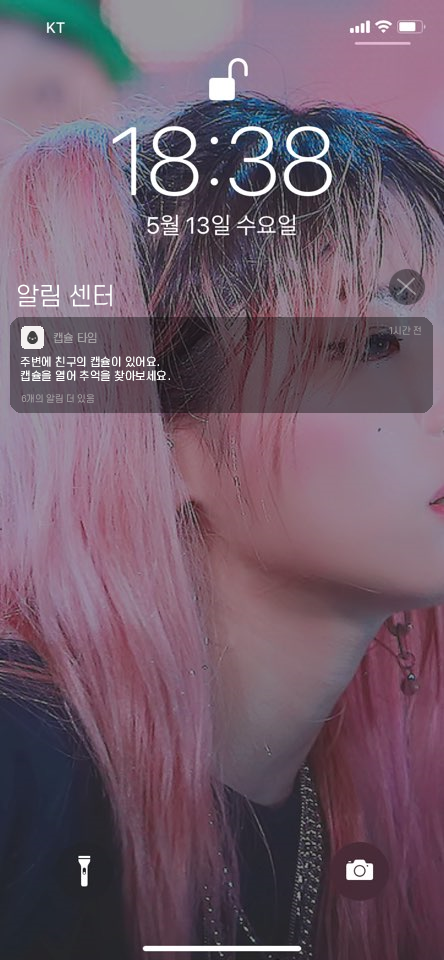 KT
18:38
5월 13일 수요일
알림 센터
캡슐 타임
1시간 전
주변에 친구의 캡슐이 있어요.
캡슐을 열어 추억을 찾아보세요.
6개의 알림 더 있음